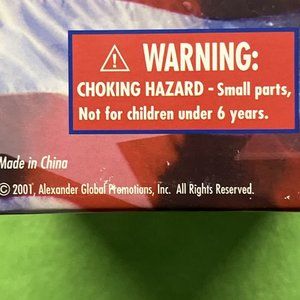 WARNING:
CHOKING HAZARD - Small parts,
Not for children under 6 years.
Made in China
© 2001, Alexander Global Promotions, Inc. All Rights Reserved.